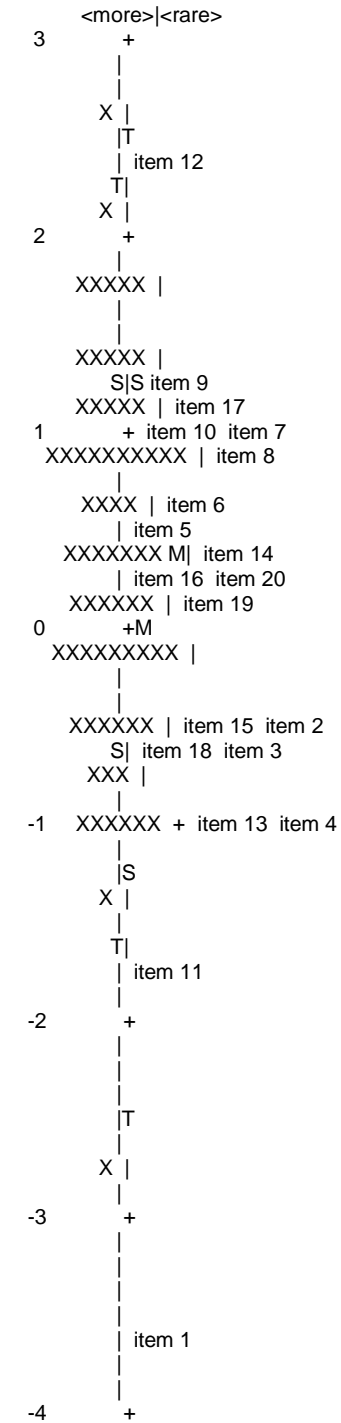 <more>|<rare>
3 +
|
|
X |
|T
| item 12
T|
X |
2 +
|
XXXXX |
|
|
XXXXX |
S|S item 9
XXXXX | item 17
1 + item 10 item 7
XXXXXXXXXX | item 8
|
XXXX | item 6
| item 5
XXXXXXX M| item 14
| item 16 item 20
XXXXXX | item 19
0 +M
XXXXXXXXX |
|
|
XXXXXX | item 15 item 2
S| item 18 item 3
XXX |
|
-1 XXXXXX + item 13 item 4
|
|S
X |
|
T|
| item 11
|
-2 +
|
|
|
|T
|
X |
|
-3 +
|
|
|
|
| item 1
|
|
-4 +